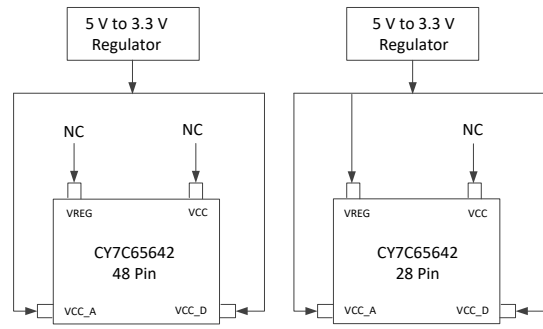 5 V to 3.3 V
Regulator
NC
NC
VREG
VCC
CY7C65642
48 Pin
VCC_A
VCC_D
5 V to 3.3 V
Regulator
NC
VREG
VCC
CY7C65642
28 Pin
VCC_A
VCC_D